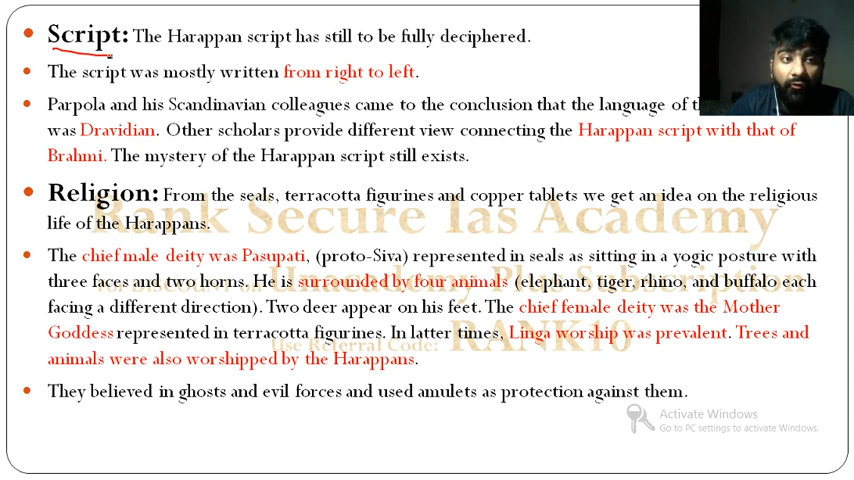 Script: The Harappan script has still to be fully deciphered.
The script was mostly written from right to left.
Parpola and his Scandinavian colleagues came to the conclusion that the language of
was Dravidian. Other scholars provide different view connecting the Harappan script with that of
Brahmi. The mystery of the Harappan script still exists.
Religion: From the seals, terracotta figurines and copper tablets we get an idea on the religious
life of the Harappans.
Rank Secure Ias Academy
The chief male deity was Pasupati, (proto-Siva) represented in seals as sitting in a yogic posture with
three faces and two horns. He is surrounded by four animals (elephant, tiger, rhino, and buffalo each
for Discount on Unacademy Plus Subscription
facing a different direction). Two deer appear on his feet. The chief female deity was the Mother
Goddess represented in terracotta figurines. In latter times, Linga worship was prevalent. Trees and
Use Referral Code: RANK10
animals were also worshipped by the Harappans.
They believed in ghosts and evil forces and used amulets as protection against them.
Activate Windows
Go to PC settings to activate Windows.